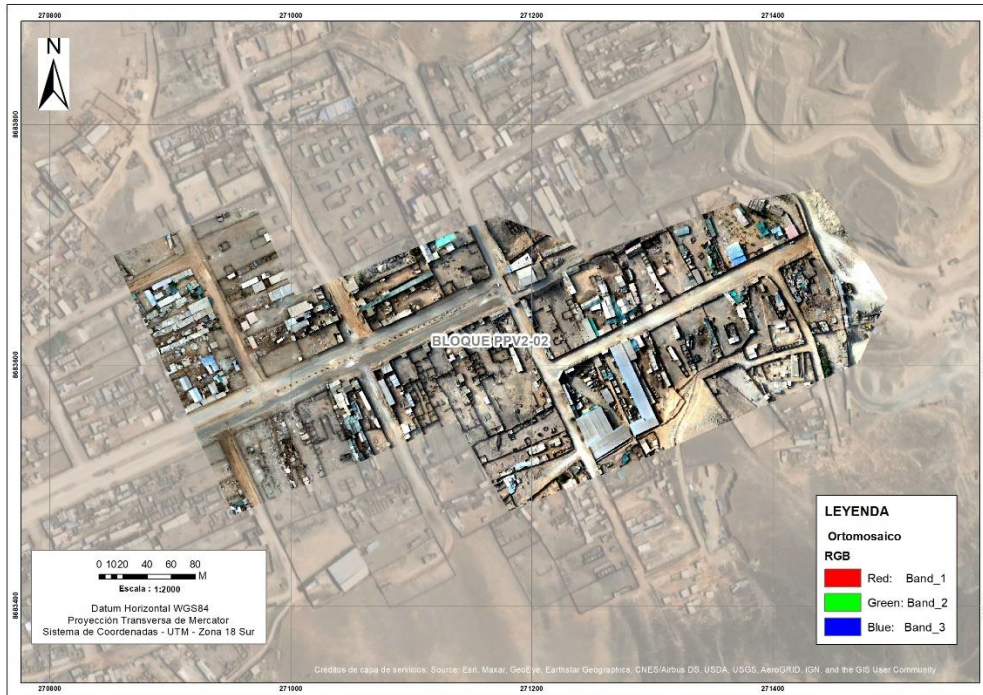 270800 271000 271200 271400
N
8683800
8683600
8683400
BLOQUE PPV2-02
LEYENDA
Ortomosaico
RGB
Red: Band_1
Green: Band_2
Blue: Band_3
0 10 20 40 60 80
M
Escala : 1:2000
Datum Horizontal WGS84
Proyección Transversa de Mercator
Sistema de Coordenadas - UTM - Zona 18 Sur
Créditos de capa de servicios: Source: Esri, Maxar, GeoEye, Earthstar Geographics, CNES/Airbus DS, USDA, USGS, AeroGRID, IGN, and the GIS User Community
270800 271000 271200 271400